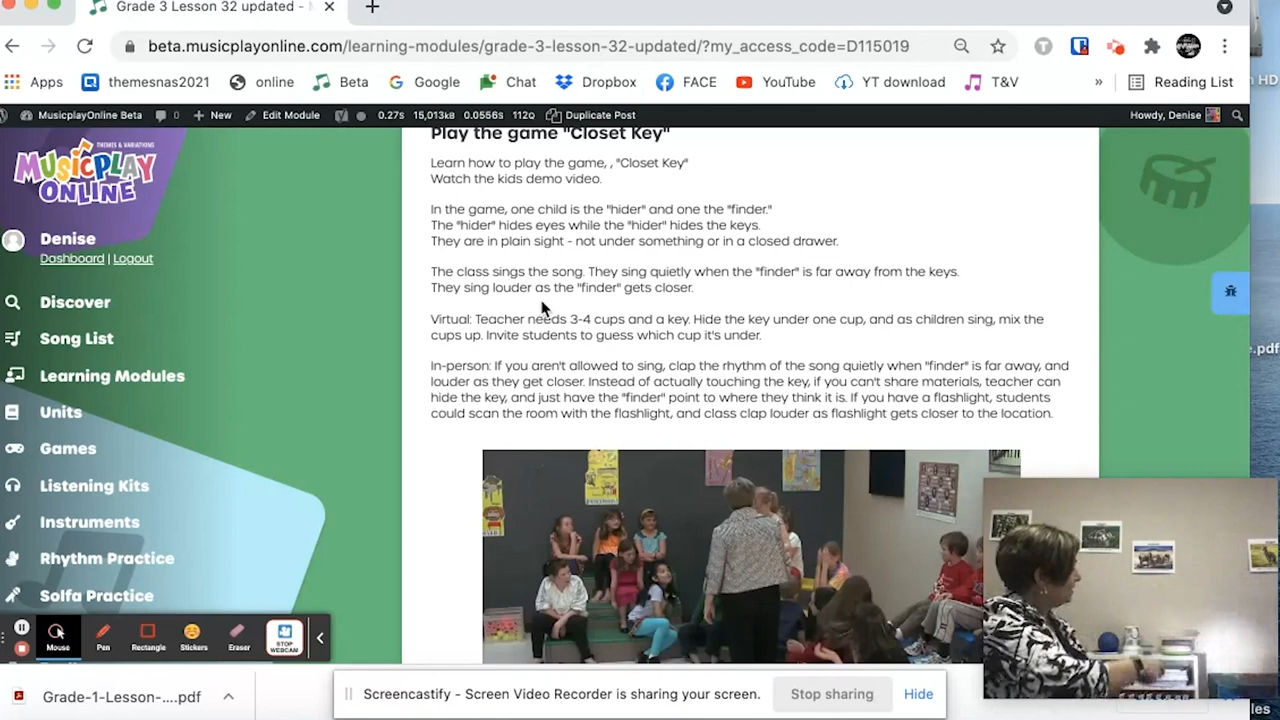 Grade 3 Lesson 32 updated -
beta.musicplayonline.com/learning-modules/grade-3-lesson-32-updated/?my_access_code=D115019
T
Apps themesnas2021 online Beta Google Chat Dropbox FACE YouTube YT download T&V » Reading List
HD
MusicplayOnline Beta 0 + New Edit Module 0.27s 15,013kB 0.0556s 112Q Duplicate Post Howdy, Denise
THEMES & VARIATIONS
MUSICPLAY
ONLINE
Denise
Dashboard | Logout
Discover
Song List
Learning Modules
Units
Games
Listening Kits
Instruments
Rhythm Practice
Solfa Practice
Play the game "Closet Key"
Learn how to play the game, , "Closet Key"
Watch the kids demo video.
In the game, one child is the "hider" and one the "finder."
The "hider" hides eyes while the "hider" hides the keys.
They are in plain sight - not under something or in a closed drawer.
The class sings the song. They sing quietly when the "finder" is far away from the keys.
They sing louder as the "finder" gets closer.
Virtual: Teacher needs 3-4 cups and a key. Hide the key under one cup, and as children sing, mix the
cups up. Invite students to guess which cup it's under.
In-person: If you aren't allowed to sing, clap the rhythm of the song quietly when "finder" is far away, and
louder as they get closer. Instead of actually touching the key, if you can't share materials, teacher can
hide the key, and just have the "finder" point to where they think it is. If you have a flashlight, students
could scan the room with the flashlight, and class clap louder as flashlight gets closer to the location.
.pdf
Mouse Pen Rectangle Stickers Eraser STOP WEBCAM
Grade-1-Lesson-....pdf
Screencastify - Screen Video Recorder is sharing your screen. Stop sharing Hide
les